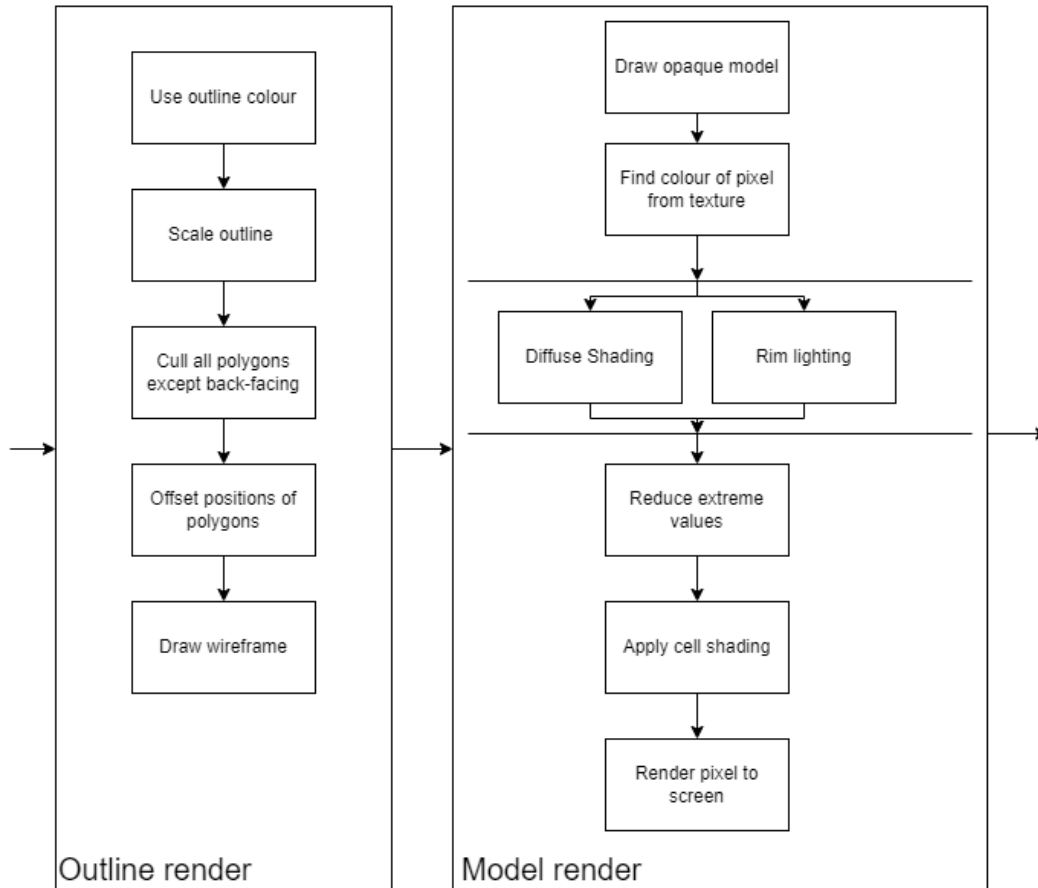 Use outline colour
Scale outline
Cull all polygons
except back-facing
Offset positions of
polygons
Draw wireframe
Outline render
Draw opaque model
Find colour of pixel
from texture
Diffuse Shading
Rim lighting
Reduce extreme
values
Apply cell shading
Render pixel to
screen
Model render